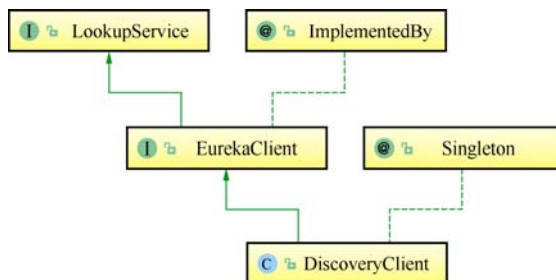 I LookupService
@ ImplementedBy
I EurekaClient
@ Singleton
C DiscoveryClient